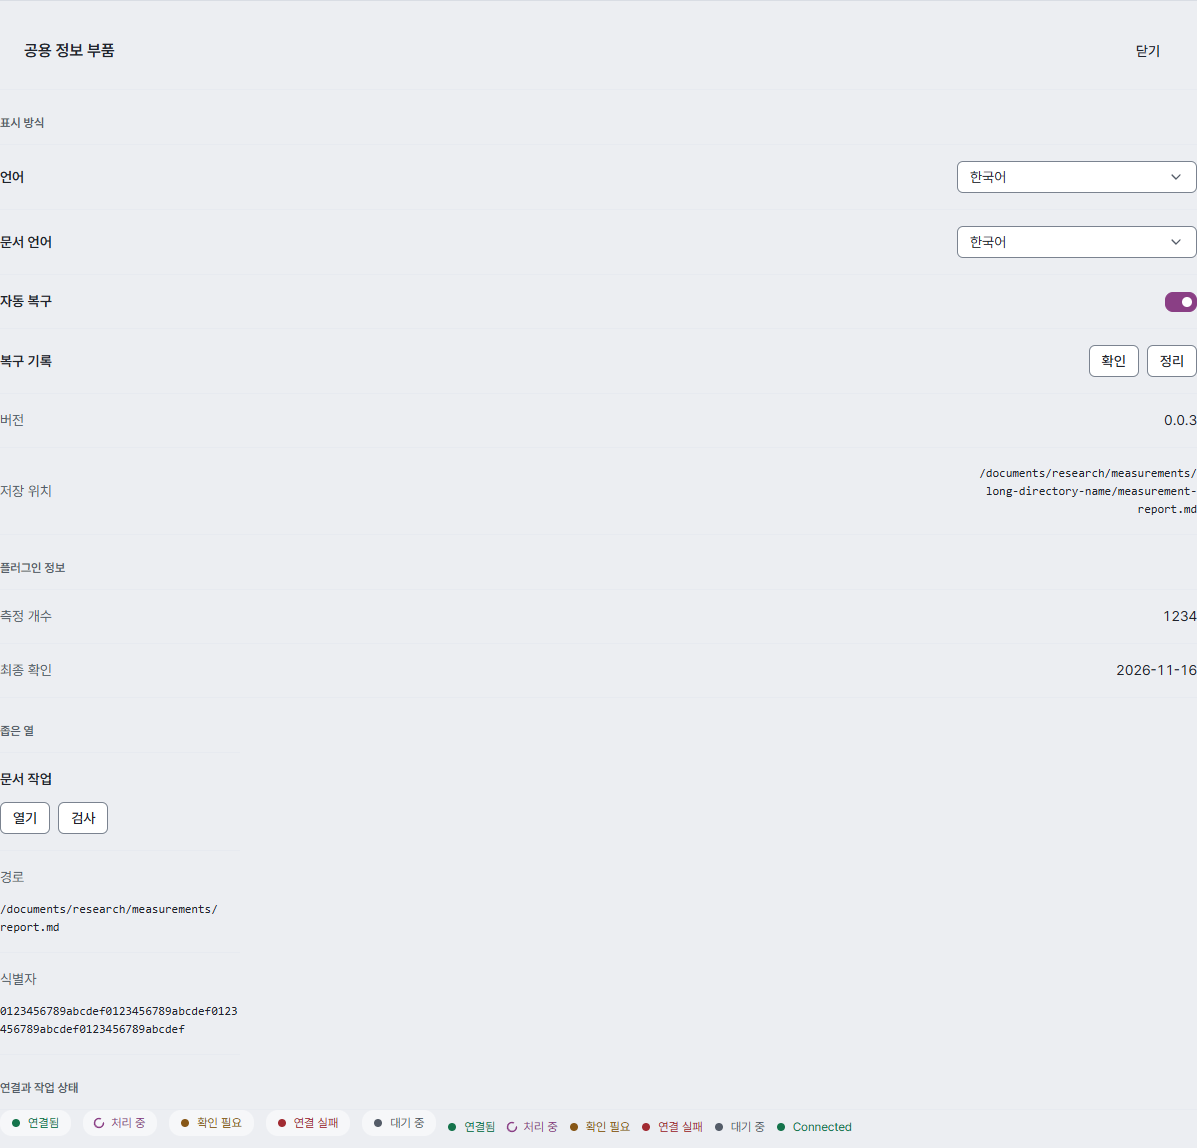 공용 정보 부품
닫기
표시 방식
언어
한국어
문서 언어
한국어
자동 복구
복구 기록
확인
정리
버전
0.0.3
저장 위치
/documents/research/measurements/
long-directory-name/measurement-
report.md
플러그인 정보
측정 개수
1234
최종 확인
2026-11-16
좁은 열
문서 작업
열기
검사
경로
/documents/research/measurements/
report.md
식별자
0123456789abcdef0123456789abcdef0123
456789abcdef0123456789abcdef
연결과 작업 상태
연결됨 처리 중 확인 필요 연결 실패 대기 중 연결됨 처리 중 확인 필요 연결 실패 대기 중 Connected